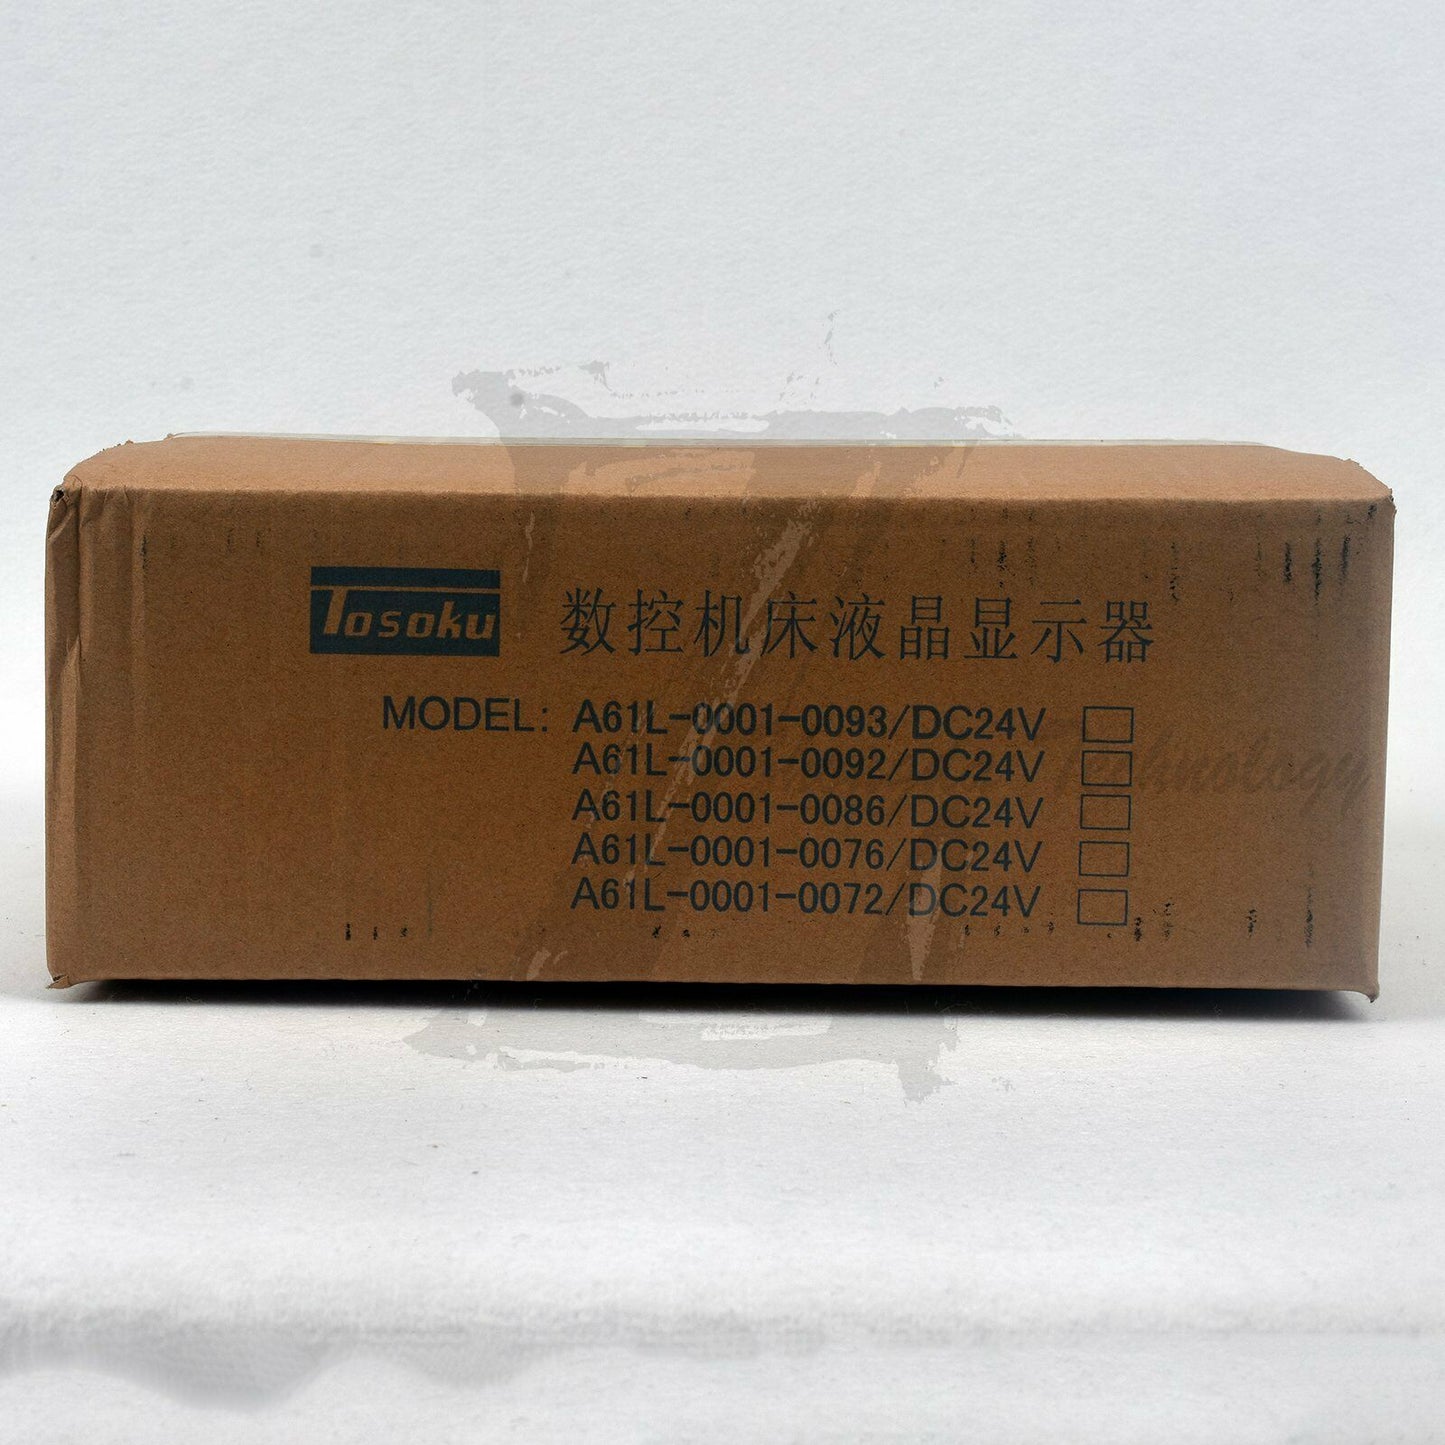 Tosoku 数控机床液晶显示器
MODEL: A61L-0001-0093/DC24V
A61L-0001-0092/DC24V
A61L-0001-0086/DC24V
A61L-0001-0076/DC24V
A61L-0001-0072/DC24V
Technology